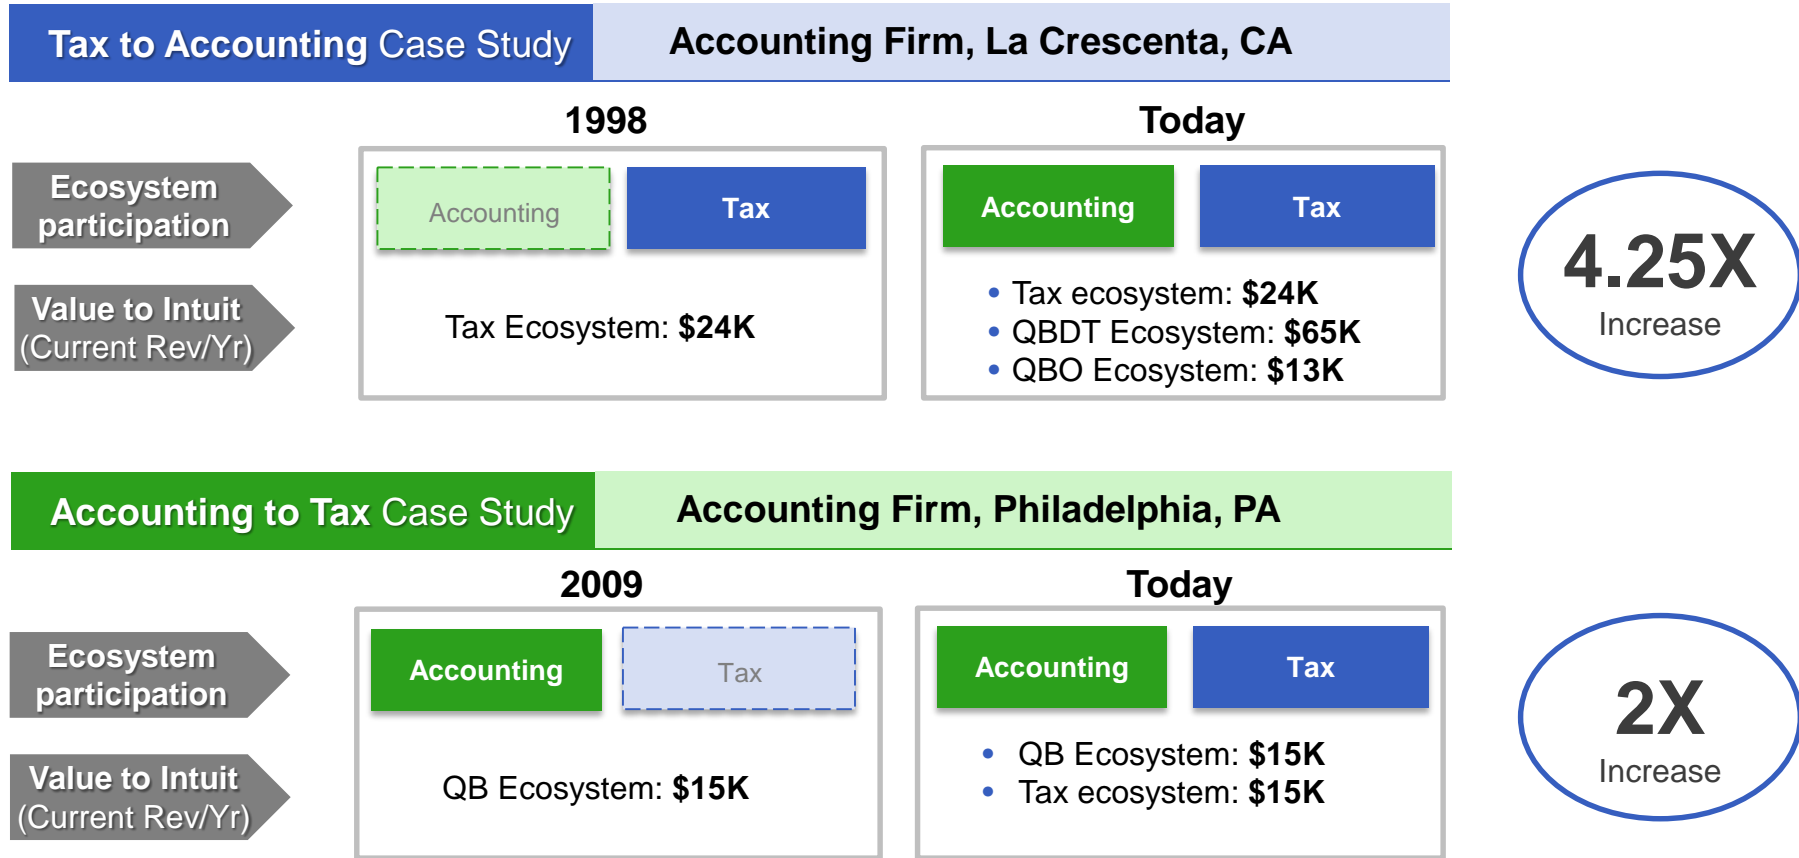 Tax to Accounting Case Study
Accounting Firm, La Crescenta, CA
1998
Today
Ecosystem
participation
Accounting
Tax
Accounting
Tax
Value to Intuit
(Current Rev/Yr)
Tax Ecosystem: $24K
• Tax ecosystem: $24K
• QBDT Ecosystem: $65K
• QBO Ecosystem: $13K
4.25X
Increase
Accounting to Tax Case Study
Accounting Firm, Philadelphia, PA
2009
Today
Ecosystem
participation
Accounting
Tax
Accounting
Tax
Value to Intuit
(Current Rev/Yr)
QB Ecosystem: $15K
• QB Ecosystem: $15K
• Tax ecosystem: $15K
2X
Increase